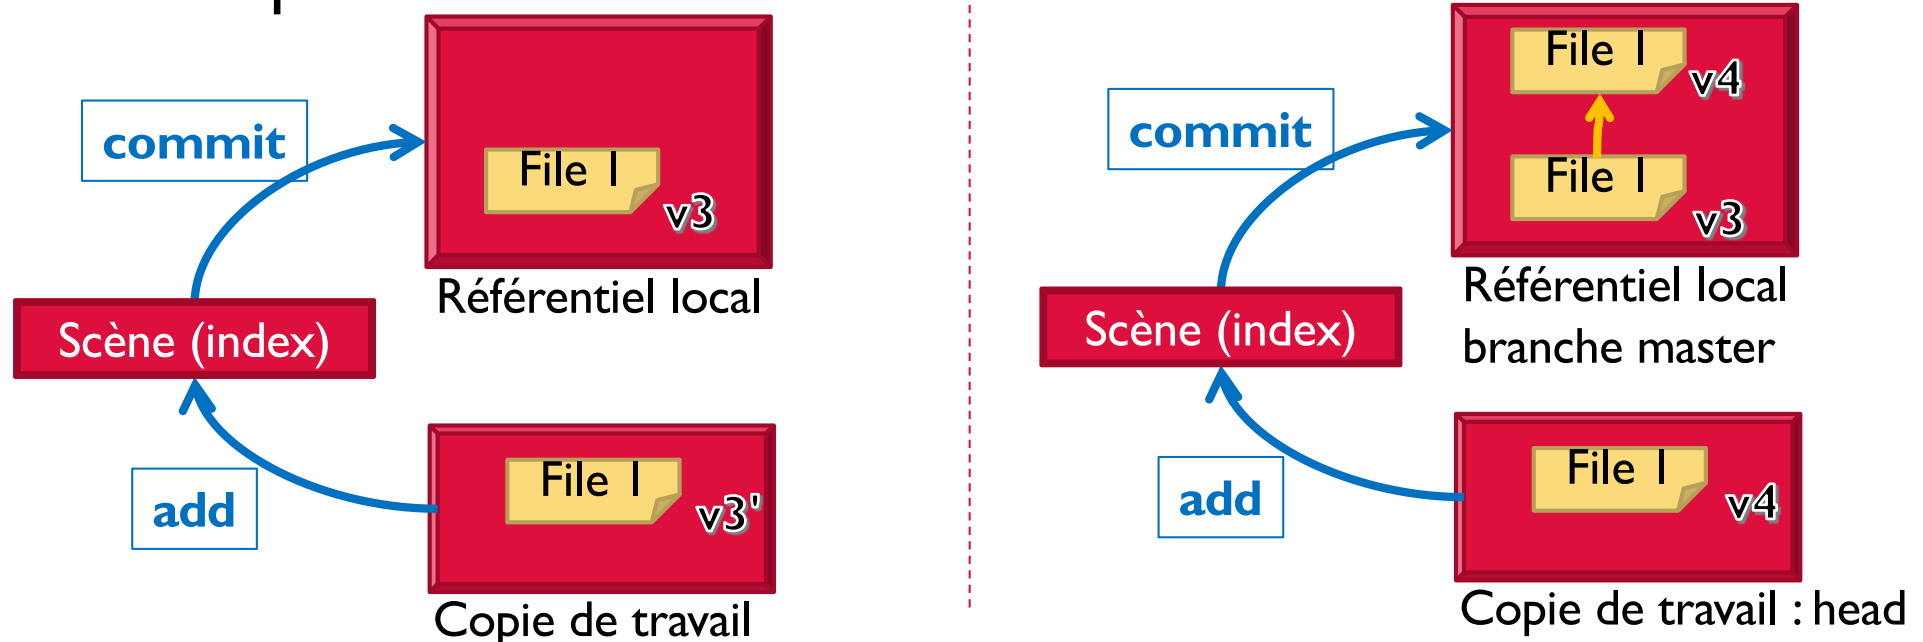 commit
File 1
v3
Référentiel local
Scène (index)
add
File 1
v3'
Copie de travail
commit
File 1
v4
File 1
v3
Référentiel local
branche master
Scène (index)
add
File 1
v4
Copie de travail : head